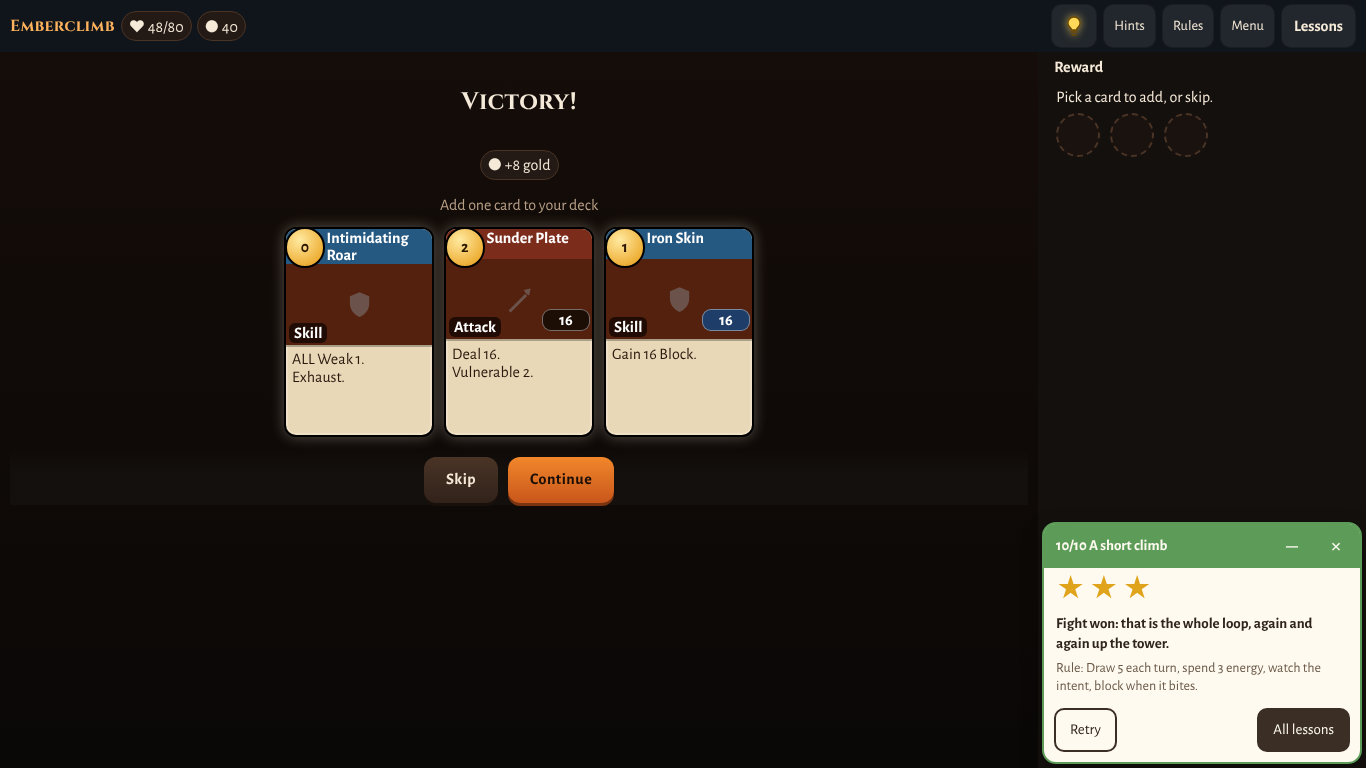 Emberclimb
48/80
40
Hints
Rules
Menu
Lessons
Victory!
+8 gold
Add one card to your deck
0
Intimidating
Roar
Skill
ALL Weak 1.
Exhaust.
2
Sunder Plate
Attack
16
Deal 16.
Vulnerable 2.
1
Iron Skin
Skill
16
Gain 16 Block.
Skip
Continue
Reward
Pick a card to add, or skip.
10/10 A short climb
Fight won: that is the whole loop, again and
again up the tower.
Rule: Draw 5 each turn, spend 3 energy, watch the
intent, block when it bites.
Retry
All lessons